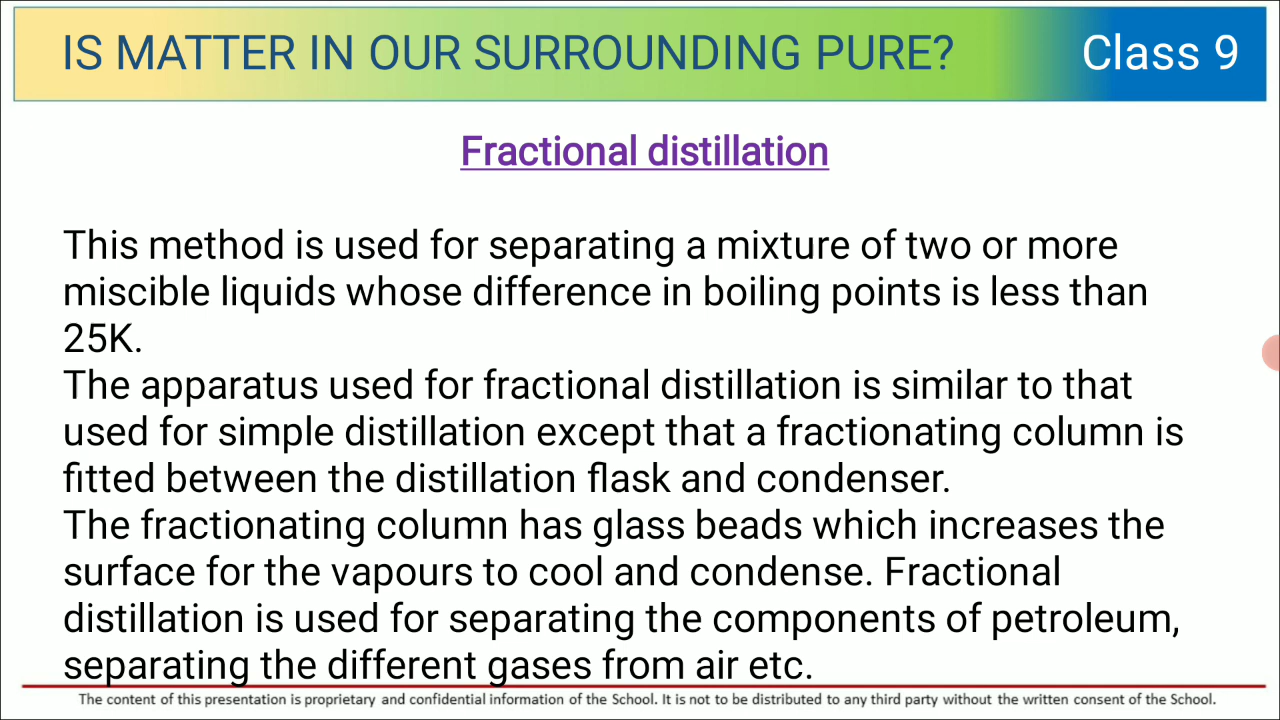 IS MATTER IN OUR SURROUNDING PURE?
Class 9
Fractional distillation
This method is used for separating a mixture of two or more
miscible liquids whose difference in boiling points is less than
25K.
The apparatus used for fractional distillation is similar to that
used for simple distillation except that a fractionating column is
fitted between the distillation flask and condenser.
The fractionating column has glass beads which increases the
surface for the vapours to cool and condense. Fractional
distillation is used for separating the components of petroleum,
separating the different gases from air etc.
The content of this presentation is proprietary and confidential information of the School. It is not to be distributed to any third party without the written consent of the School.